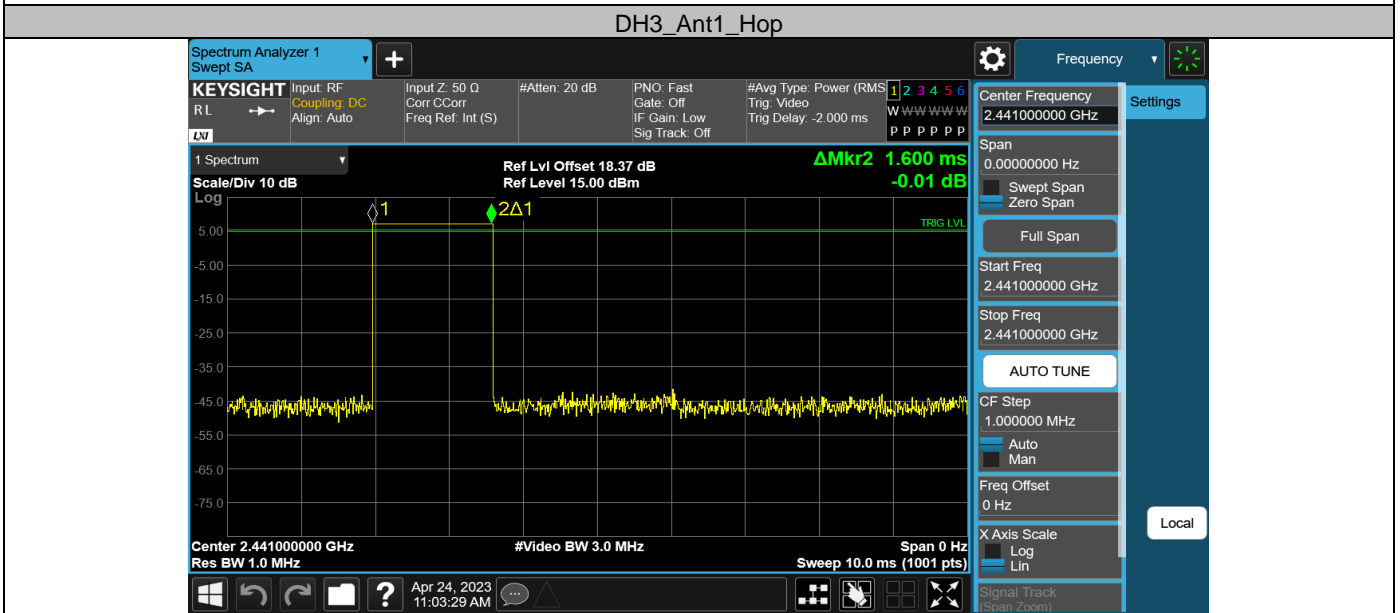 DH3_Ant1_Hop
Spectrum Analyzer 1
Swept SA
+
Frequency
KEYSIGHT
RL
LXI
Input: RF
Coupling: DC
Align: Auto
Input Z: 50 Ω
Corr CCorr
Freq Ref: Int (S)
#Atten: 20 dB
PNO: Fast
Gate: Off
IF Gain: Low
Sig Track: Off
#Avg Type: Power (RMS
Trig: Video
Trig Delay: -2.000 ms
1 2 3 4 5 6
W W W W W W
P P P P P P
1 Spectrum
Scale/Div 10 dB
Log
Ref Lvl Offset 18.37 dB
Ref Level 15.00 dBm
ΔMkr2 1.600 ms
-0.01 dB
1
2Δ1
TRIG LVL
5.00
-5.00
-15.0
-25.0
-35.0
-45.0
-55.0
-65.0
-75.0
Center 2.441000000 GHz
Res BW 1.0 MHz
#Video BW 3.0 MHz
Span 0 Hz
Sweep 10.0 ms (1001 pts)
Center Frequency
2.441000000 GHz
Settings
Span
0.00000000 Hz
Swept Span
Zero Span
Full Span
Start Freq
2.441000000 GHz
Stop Freq
2.441000000 GHz
AUTO TUNE
CF Step
1.000000 MHz
Auto
Man
Freq Offset
0 Hz
Local
X Axis Scale
Log
Lin
Signal Track
(Span Zoom)
?
Apr 24, 2023
11:03:29 AM